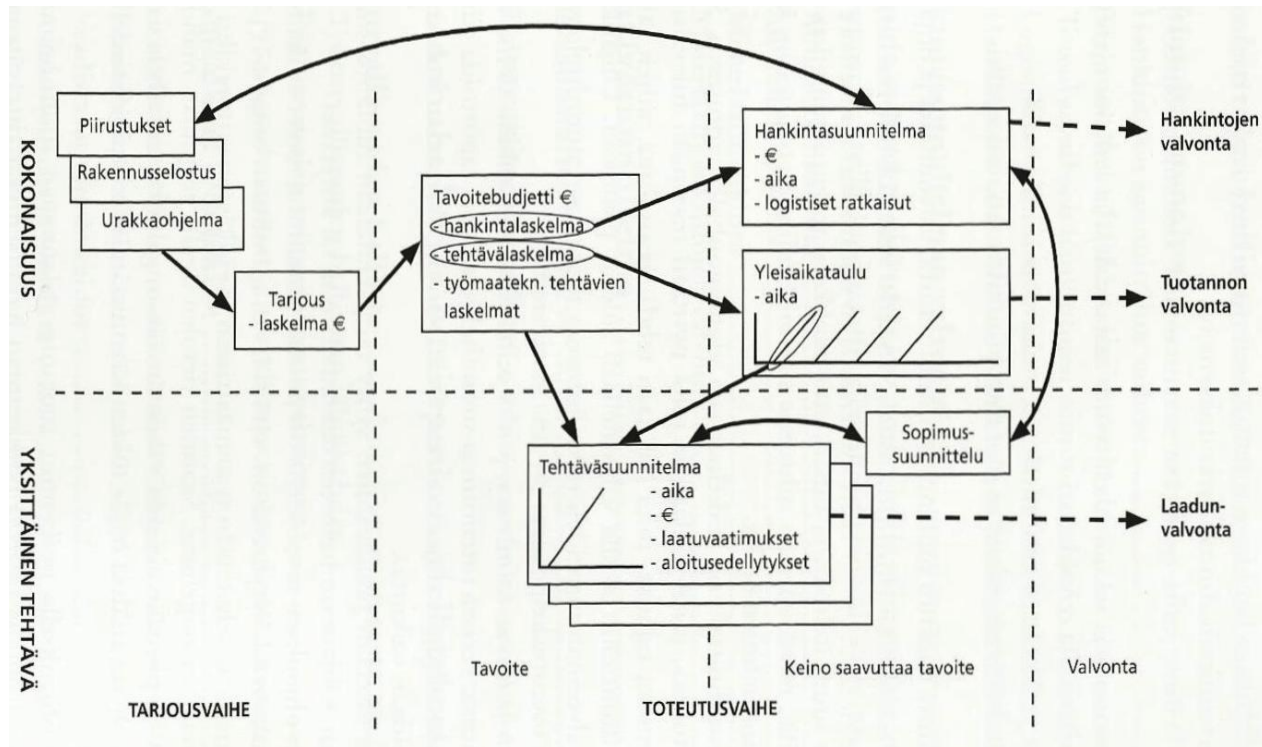 KOKONAISUUS
Piirustukset
Rakennusselostus
Urakkaohjelma
Tarjous
- laskelma €
Tavoitebudjetti €
- hankintalaskelma
- tehtävälaskelma
- työmaatekn. tehtävien
laskelmat
Hankintasuunnitelma
- €
- aika
- logistiset ratkaisut
Yleisaikataulu
- aika
Hankintojen
valvonta
Tuotannon
valvonta
YKSITTÄINEN TEHTÄVÄ
Tehtäväsuunnitelma
- aika
- €
- laatuvaatimukset
- aloitusedellytykset
Sopimus-
suunnittelu
Laadun-
valvonta
Tavoite
Keino saavuttaa tavoite
Valvonta
TARJOUSVAIHE
TOTEUTUSVAIHE